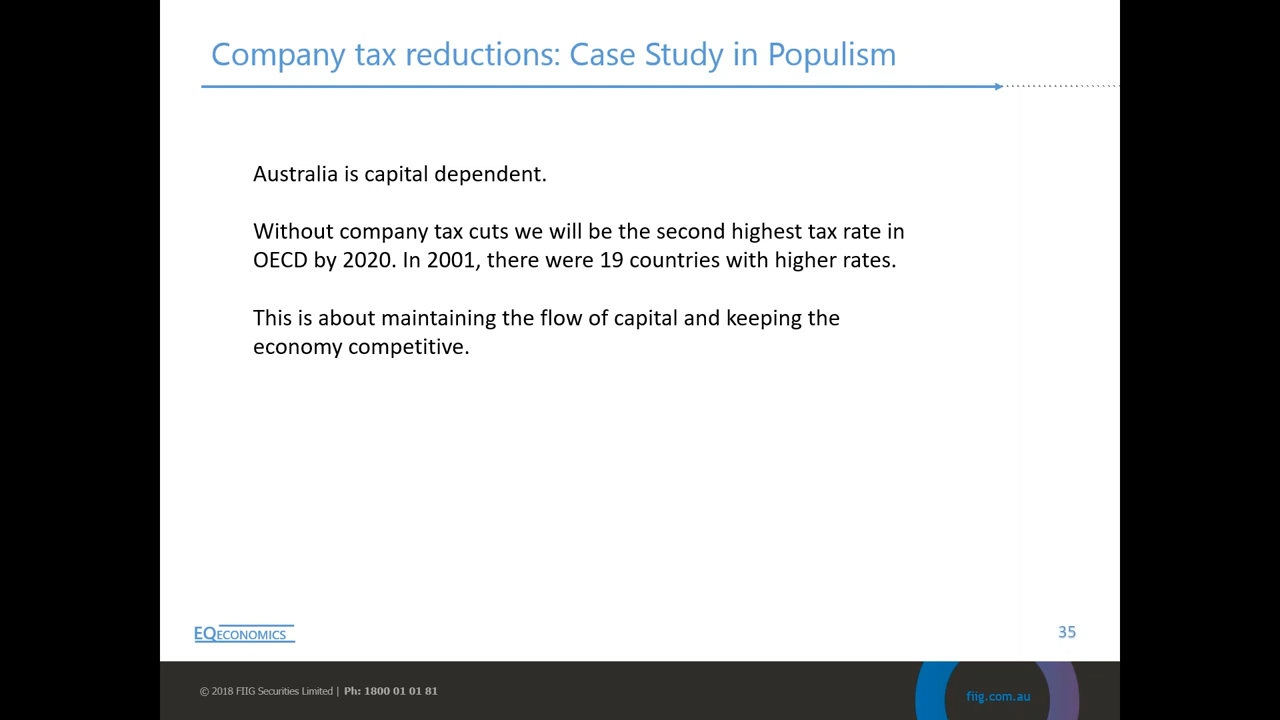 Company tax reductions: Case Study in Populism
Australia is capital dependent.
Without company tax cuts we will be the second highest tax rate in
OECD by 2020. In 2001, there were 19 countries with higher rates.
This is about maintaining the flow of capital and keeping the
economy competitive.
EQECONOMICS
35
© 2018 FIIG Securities Limited | Ph: 1800 01 01 81
fiig.com.au